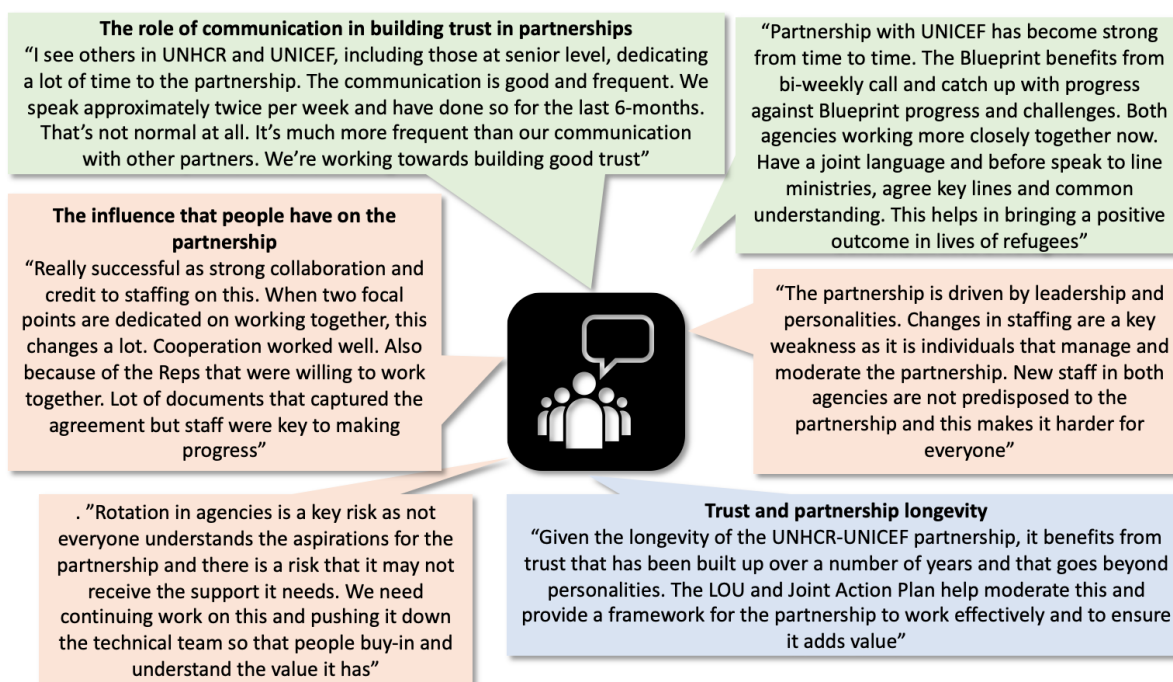 The role of communication in building trust in partnerships
“I see others in UNHCR and UNICEF, including those at senior level, dedicating
a lot of time to the partnership. The communication is good and frequent. We
speak approximately twice per week and have done so for the last 6-months.
That’s not normal at all. It’s much more frequent than our communication
with other partners. We’re working towards building good trust”
“Partnership with UNICEF has become strong
from time to time. The Blueprint benefits from
bi-weekly call and catch up with progress
against Blueprint progress and challenges. Both
agencies working more closely together now.
Have a joint language and before speak to line
ministries, agree key lines and common
understanding. This helps in bringing a positive
outcome in lives of refugees”
The influence that people have on the
partnership
“Really successful as strong collaboration and
credit to staffing on this. When two focal
points are dedicated on working together, this
changes a lot. Cooperation worked well. Also
because of the Reps that were willing to work
together. Lot of documents that captured the
agreement but staff were key to making
progress”
“The partnership is driven by leadership and
personalities. Changes in staffing are a key
weakness as it is individuals that manage and
moderate the partnership. New staff in both
agencies are not predisposed to the
partnership and this makes it harder for
everyone”
. ”Rotation in agencies is a key risk as not
everyone understands the aspirations for the
partnership and there is a risk that it may not
receive the support it needs. We need
continuing work on this and pushing it down
the technical team so that people buy-in and
understand the value it has”
Trust and partnership longevity
“Given the longevity of the UNHCR-UNICEF partnership, it benefits from
trust that has been built up over a number of years and that goes beyond
personalities. The LOU and Joint Action Plan help moderate this and
provide a framework for the partnership to work effectively and to ensure
it adds value”